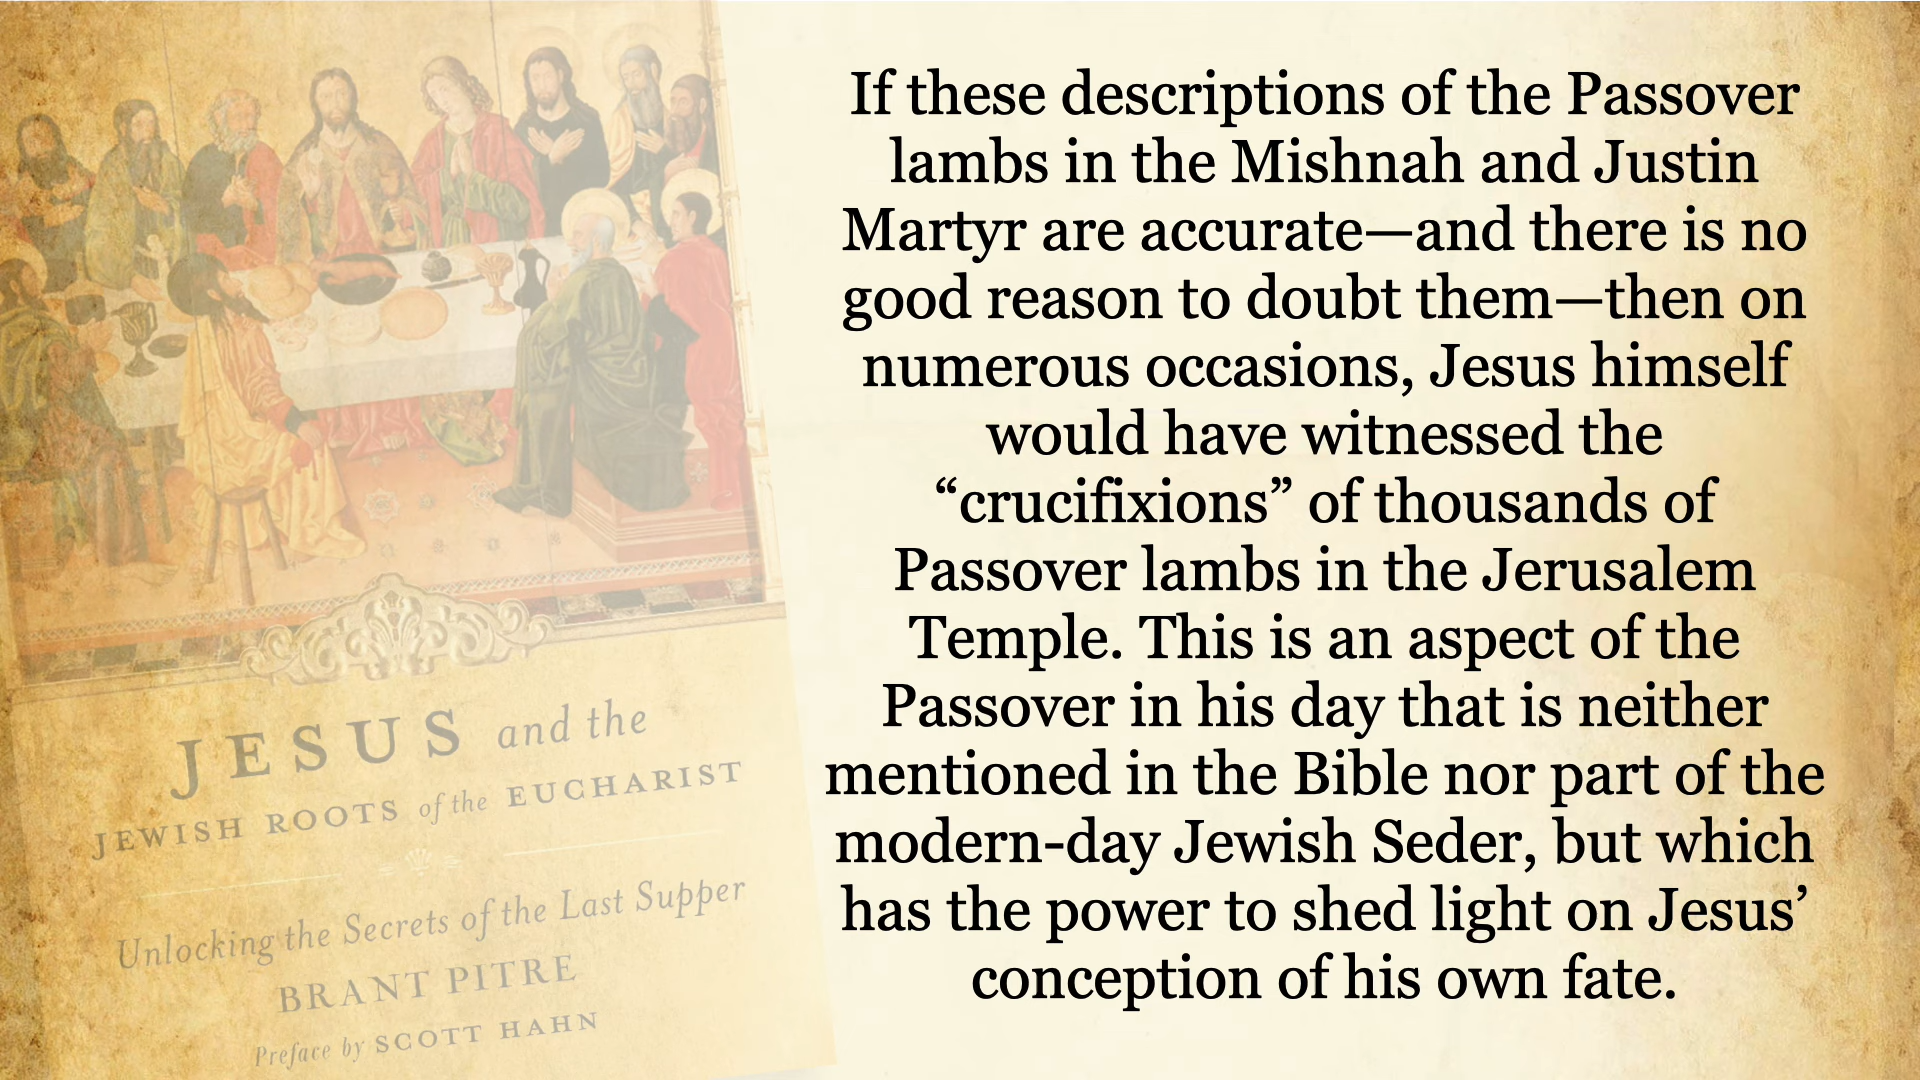 If these descriptions of the Passover
lambs in the Mishnah and Justin
Martyr are accurate—and there is no
good reason to doubt them—then on
numerous occasions, Jesus himself
would have witnessed the
“crucifixions” of thousands of
Passover lambs in the Jerusalem
Temple. This is an aspect of the
Passover in his day that is neither
mentioned in the Bible nor part of the
modern-day Jewish Seder, but which
has the power to shed light on Jesus’
conception of his own fate.
JESUS and the
JEWISH ROOTS of the EUCHARIST
Unlocking the Secrets of the Last Supper
BRANT PITRE
Preface by SCOTT HAHN